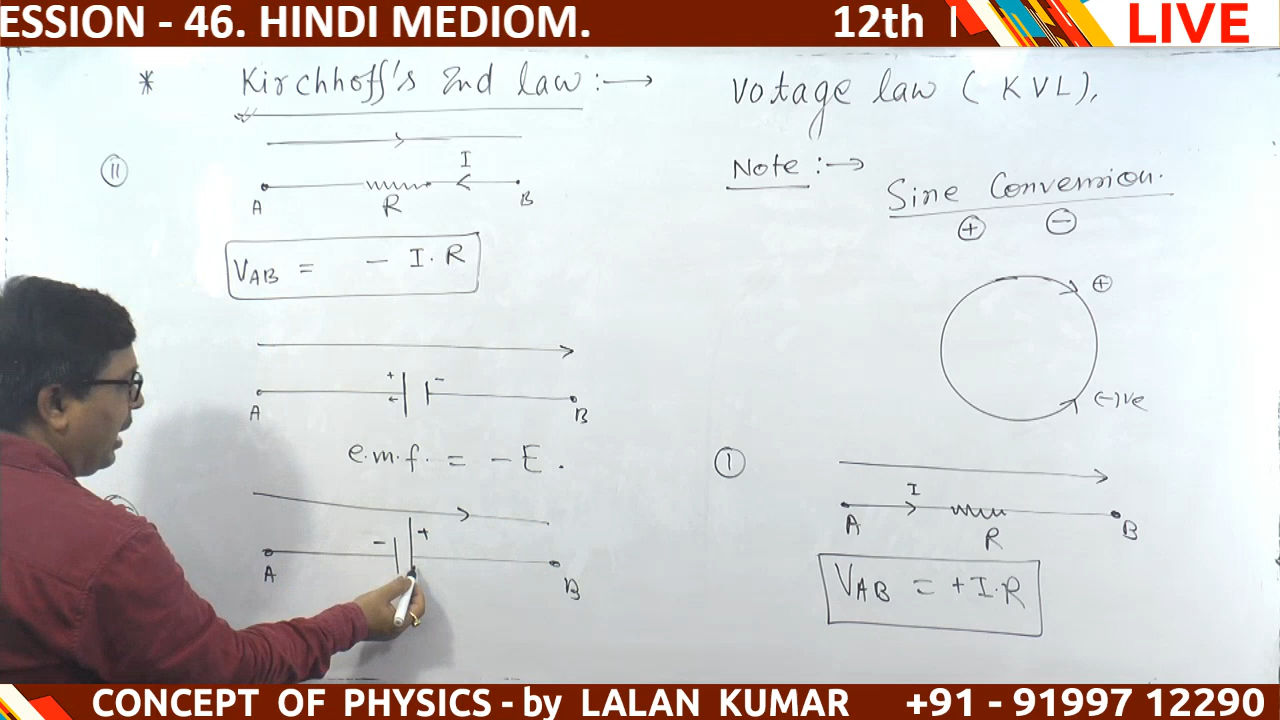 ESSION - 46. HINDI MEDIOM.
12th
LIVE
* Kirchhoff's 2nd law :→ Votage law ( KVL),
II
I
A R B
VAB = - I.R
+ -
A B
e.m.f. = - E.
- +
A B
Note :→
Sine Convension.
+ -
+
(-)ve
I
I
A R B
VAB = + I.R
CONCEPT OF PHYSICS - by LALAN KUMAR +91 - 91997 12290